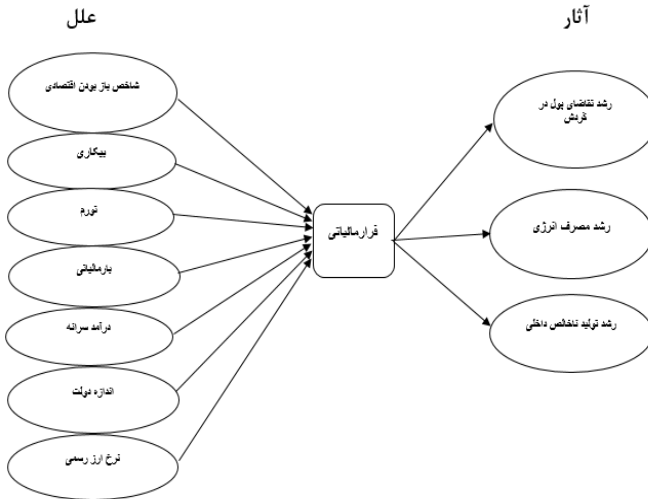 علل
آثار
شاخص باز بودن اقتصادی
بیکاری
تورم
بارمالیاتی
درآمد سرانه
اندازه دولت
نرخ ارز رسمی
فرارمالیاتی
رشد تقاضای پول در
گردش
رشد مصرف انرژی
رشد تولید ناخالص داخلی